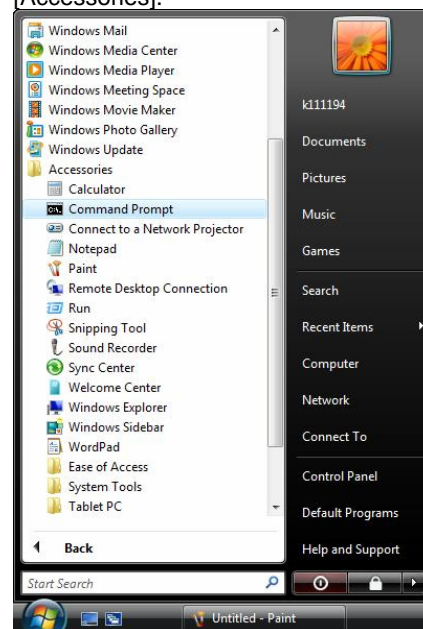 [Accessories].
Windows Mail
Windows Media Center
Windows Media Player
Windows Meeting Space
Windows Movie Maker
Windows Photo Gallery
Windows Update
Accessories
Calculator
Command Prompt
Connect to a Network Projector
Notepad
Paint
Remote Desktop Connection
Run
Snipping Tool
Sound Recorder
Sync Center
Welcome Center
Windows Explorer
Windows Sidebar
WordPad
Ease of Access
System Tools
Tablet PC
Back
Start Search
k111194
Documents
Pictures
Music
Games
Search
Recent Items
Computer
Network
Connect To
Control Panel
Default Programs
Help and Support
Untitled - Paint